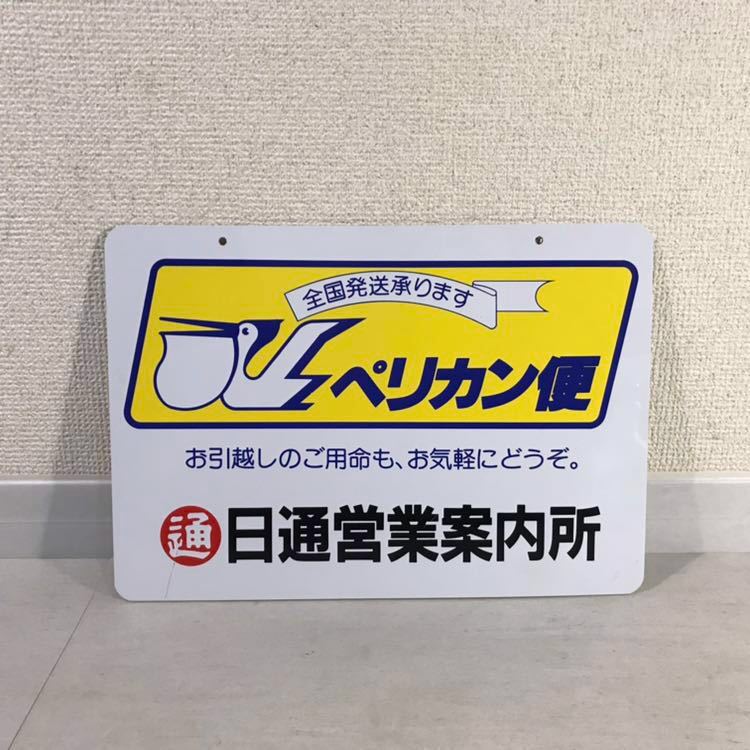 全国発送承ります
ペリカン便
お引越しのご用命も、お気軽にどうぞ。
通 日通営業案内所